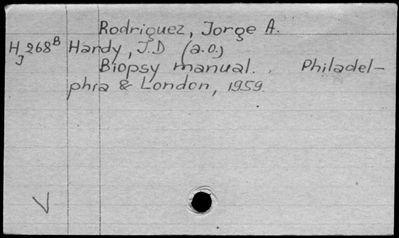 Rodriguez, Jorge A.
H 268B Hardy, J.D (a.o.)
J Biopsy manual. Philadel-
phia & London, 1959